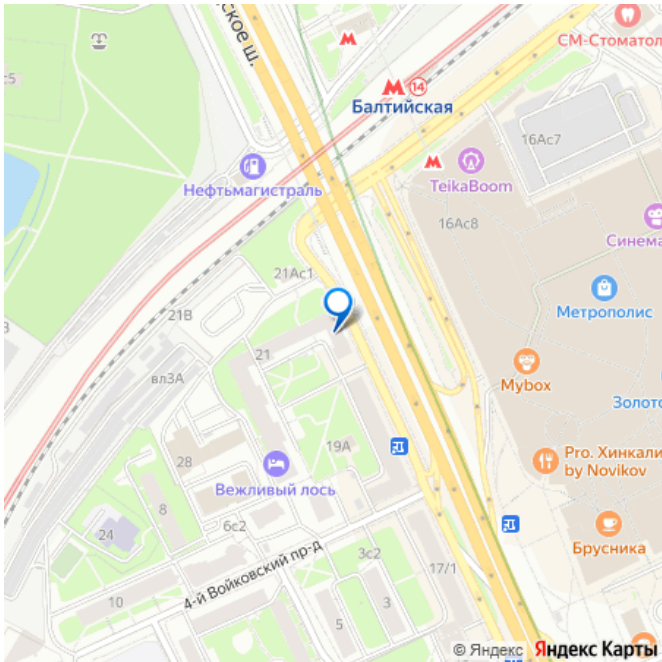 ское ш.
с5
СМ-Стоматол
14
Балтийская
16Ас7
Нефтьмагистраль
TeikaBoom
16Ас8
Синема
21Ас1
21В
Метрополис
21
вл3А
Mybox
Золото
19А
28
Pro. Хинкали
by Novikov
Вежливый лось
8
6с2
24
Брусника
4-й Войковский пр-д
3с2
17/1
10
3
5
© Яндекс Яндекс Карты